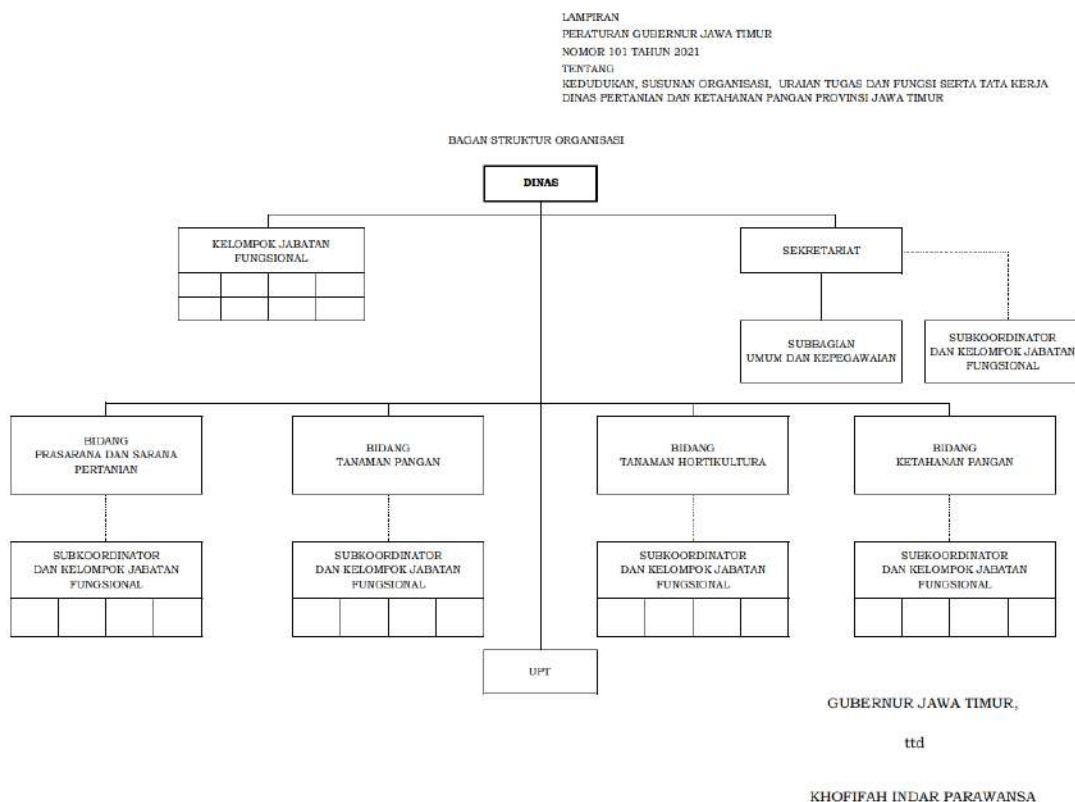 LAMPIRAN
PERATURAN GUBERNUR JAWA TIMUR
NOMOR 101 TAHUN 2021
TENTANG
KEDUDUKAN, SUSUNAN ORGANISASI, URAIAN TUGAS DAN FUNGSI SERTA TATA KERJA
DINAS PERTANIAN DAN KETAHANAN PANGAN PROVINSI JAWA TIMUR
BAGAN STRUKTUR ORGANISASI
DINAS
KELOMPOK JABATAN
FUNGSIONAL
SEKRETARIAT
SUBBAGIAN
UMUM DAN KEPEGAWAIAN
SUBKOORDINATOR
DAN KELOMPOK JABATAN
FUNGSIONAL
BIDANG
PRASARANA DAN SARANA
PERTANIAN
BIDANG
TANAMAN PANGAN
BIDANG
TANAMAN HORTIKULTURA
BIDANG
KETAHANAN PANGAN
SUBKOORDINATOR
DAN KELOMPOK JABATAN
FUNGSIONAL
SUBKOORDINATOR
DAN KELOMPOK JABATAN
FUNGSIONAL
SUBKOORDINATOR
DAN KELOMPOK JABATAN
FUNGSIONAL
SUBKOORDINATOR
DAN KELOMPOK JABATAN
FUNGSIONAL
UPT
GUBERNUR JAWA TIMUR,
ttd
KHOFIFAH INDAR PARAWANSA